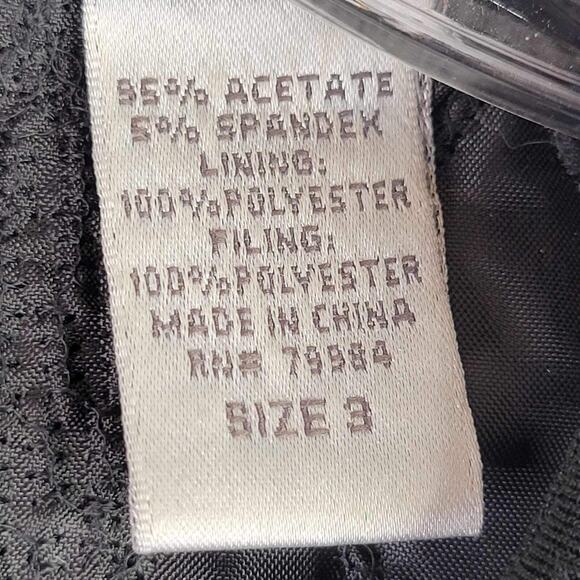 95% ACETATE
5% SPANDEX
LINING:
100% POLYESTER
FILING:
100% POLYESTER
MADE IN CHINA
RN# 79984
SIZE 3